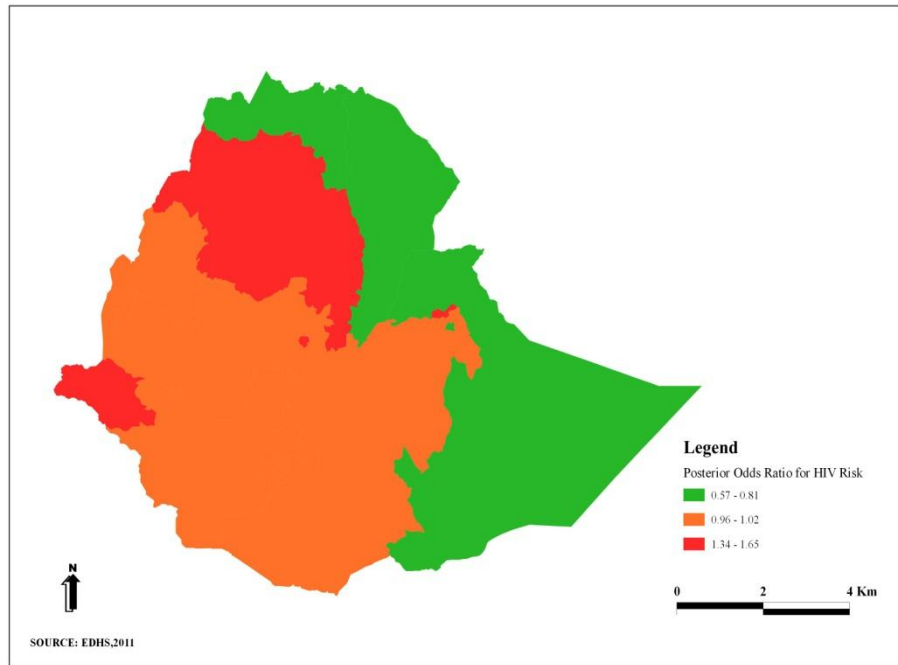 Legend
Posterior Odds Ratio for HIV Risk
0.57 - 0.81
0.96 - 1.02
1.34 - 1.65
N
0 2 4 Km
SOURCE: EDHS,2011